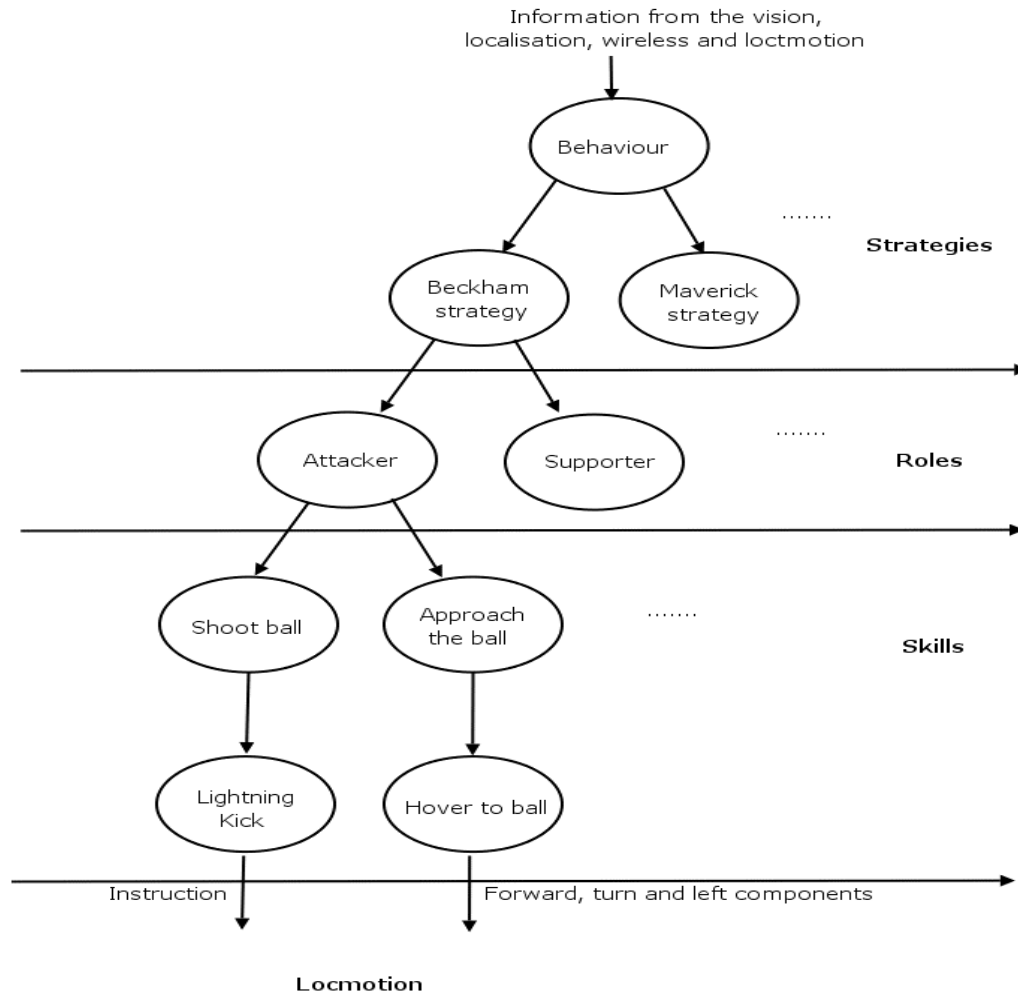 Information from the vision,
localisation, wireless and loctmotion
Behaviour
.......
Strategies
Beckham
strategy
Maverick
strategy
.......
Attacker
Supporter
Roles
Shoot ball
Approach
the ball
.......
Skills
Lightning
Kick
Hover to ball
Instruction
Forward, turn and left components
Locmotion